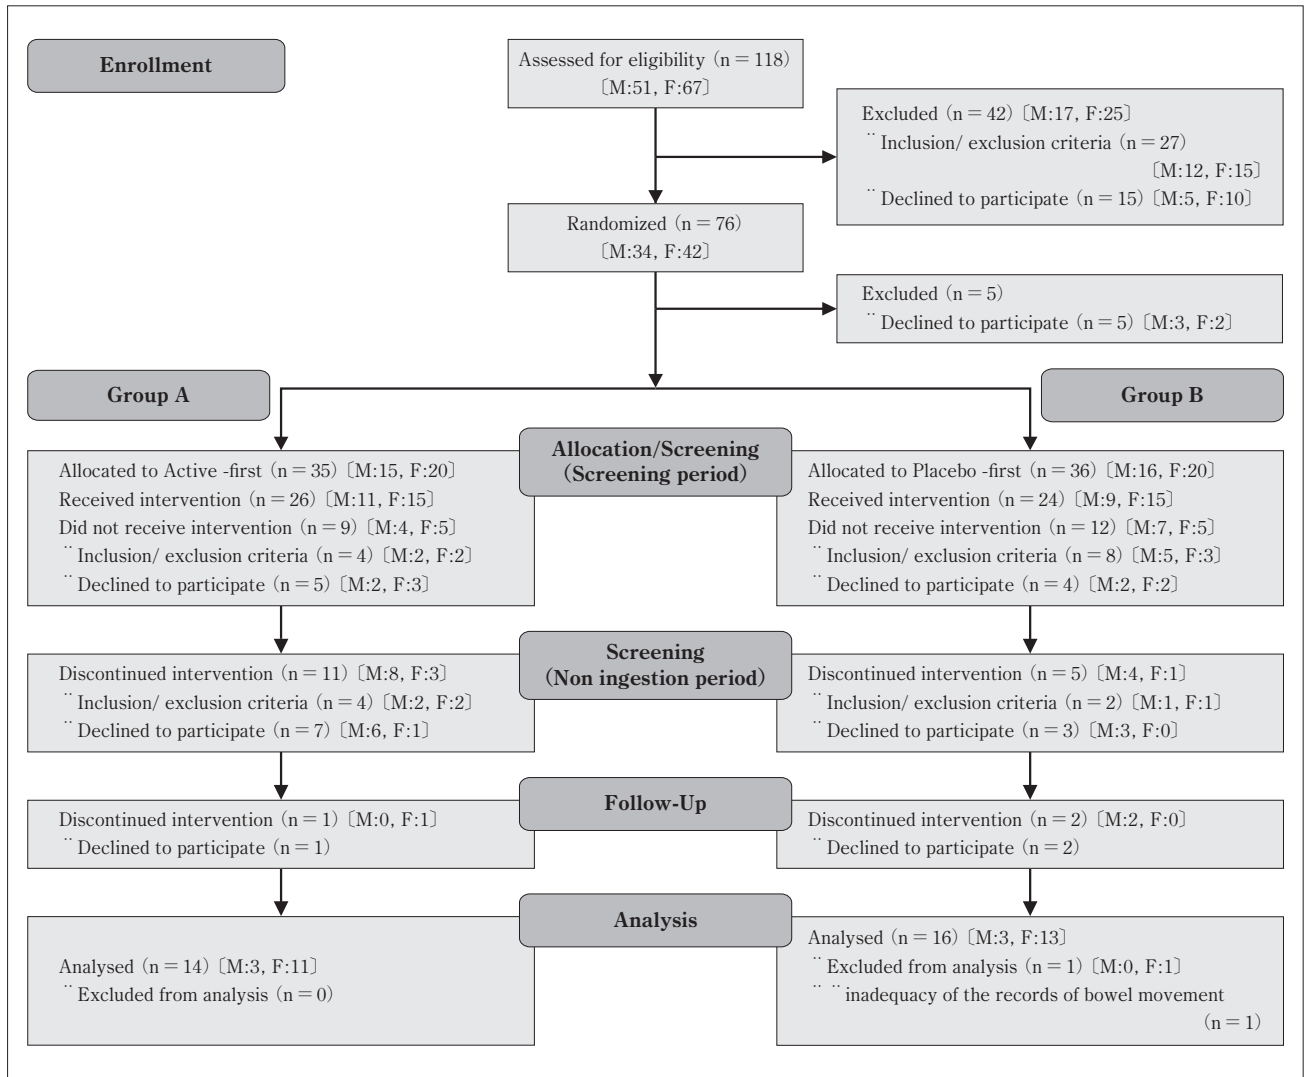 Enrollment
Assessed for eligibility (n = 118)
〔M:51, F:67〕
Excluded (n = 42)〔M:17, F:25〕
¨ Inclusion/ exclusion criteria (n = 27)
〔M:12, F:15〕
¨ Declined to participate (n = 15)〔M:5, F:10〕
Randomized (n = 76)
〔M:34, F:42〕
Excluded (n = 5)
¨ Declined to participate (n = 5)〔M:3, F:2〕
Group A
Group B
Allocation/Screening
(Screening period)
Allocated to Active -first (n = 35)〔M:15, F:20〕
Received intervention (n = 26)〔M:11, F:15〕
Did not receive intervention (n = 9)〔M:4, F:5〕
¨ Inclusion/ exclusion criteria (n = 4)〔M:2, F:2〕
¨ Declined to participate (n = 5)〔M:2, F:3〕
Allocated to Placebo -first (n = 36)〔M:16, F:20〕
Received intervention (n = 24)〔M:9, F:15〕
Did not receive intervention (n = 12)〔M:7, F:5〕
¨ Inclusion/ exclusion criteria (n = 8)〔M:5, F:3〕
¨ Declined to participate (n = 4)〔M:2, F:2〕
Screening
(Non ingestion period)
Discontinued intervention (n = 11)〔M:8, F:3〕
¨ Inclusion/ exclusion criteria (n = 4)〔M:2, F:2〕
¨ Declined to participate (n = 7)〔M:6, F:1〕
Discontinued intervention (n = 5)〔M:4, F:1〕
¨ Inclusion/ exclusion criteria (n = 2)〔M:1, F:1〕
¨ Declined to participate (n = 3)〔M:3, F:0〕
Follow-Up
Discontinued intervention (n = 1)〔M:0, F:1〕
¨ Declined to participate (n = 1)
Discontinued intervention (n = 2)〔M:2, F:0〕
¨ Declined to participate (n = 2)
Analysis
Analysed (n = 14)〔M:3, F:11〕
¨ Excluded from analysis (n = 0)
Analysed (n = 16)〔M:3, F:13〕
¨ Excluded from analysis (n = 1)〔M:0, F:1〕
¨ ¨ inadequacy of the records of bowel movement
(n = 1)